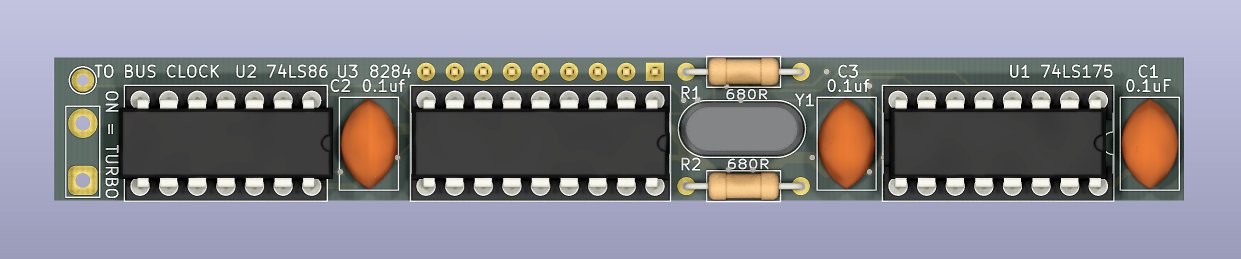 TO BUS CLOCK U2 74LS86 U3 8284
C2 0.1uf
ON = TURBO
R1 680R
Y1
R2 680R
C3
0.1uf
U1 74LS175
C1
0.1uF